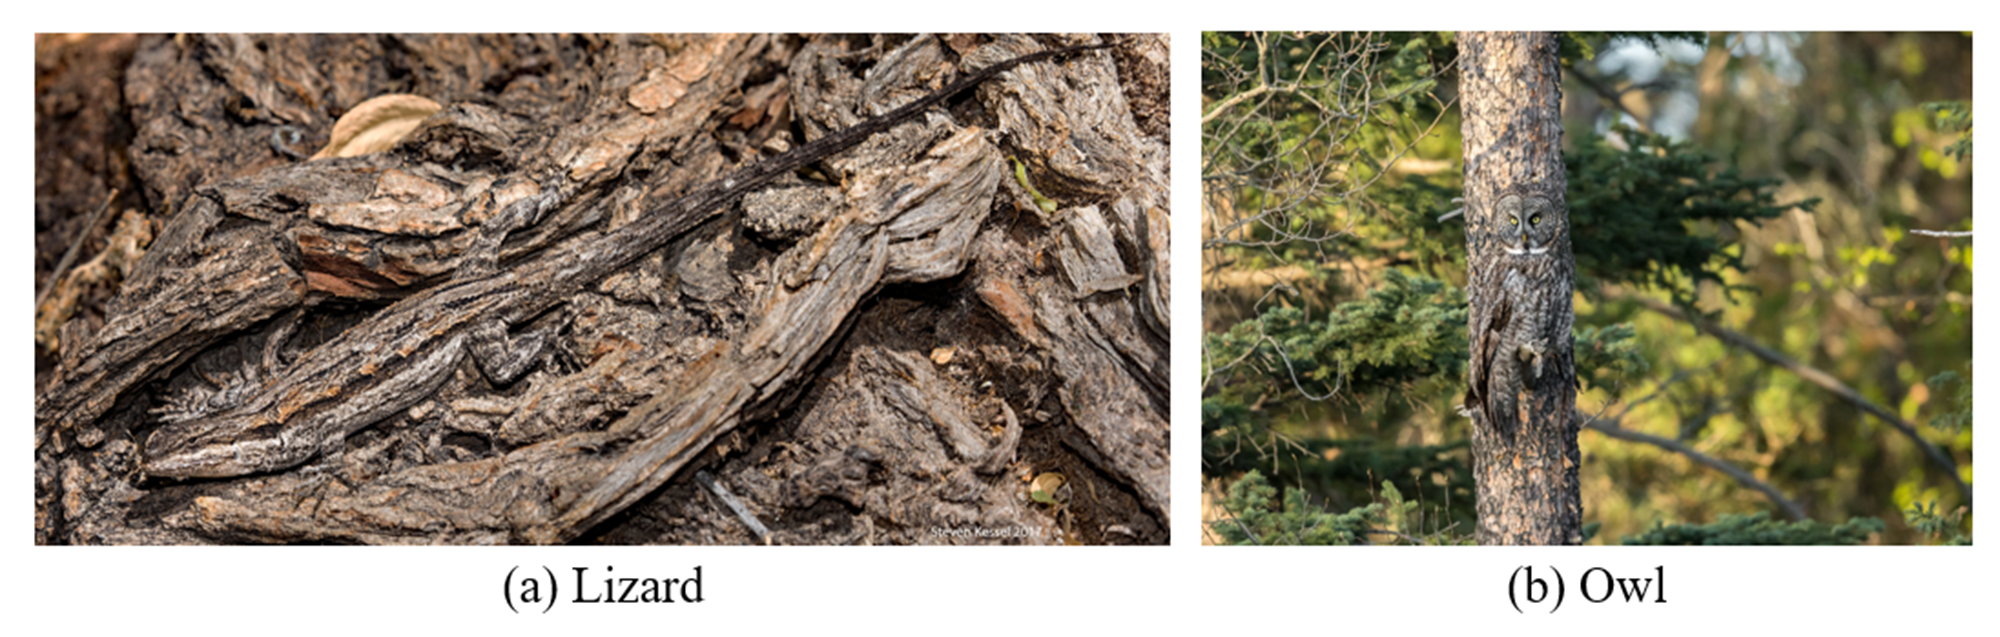 Steven Kessel 2017
(a) Lizard
(b) Owl